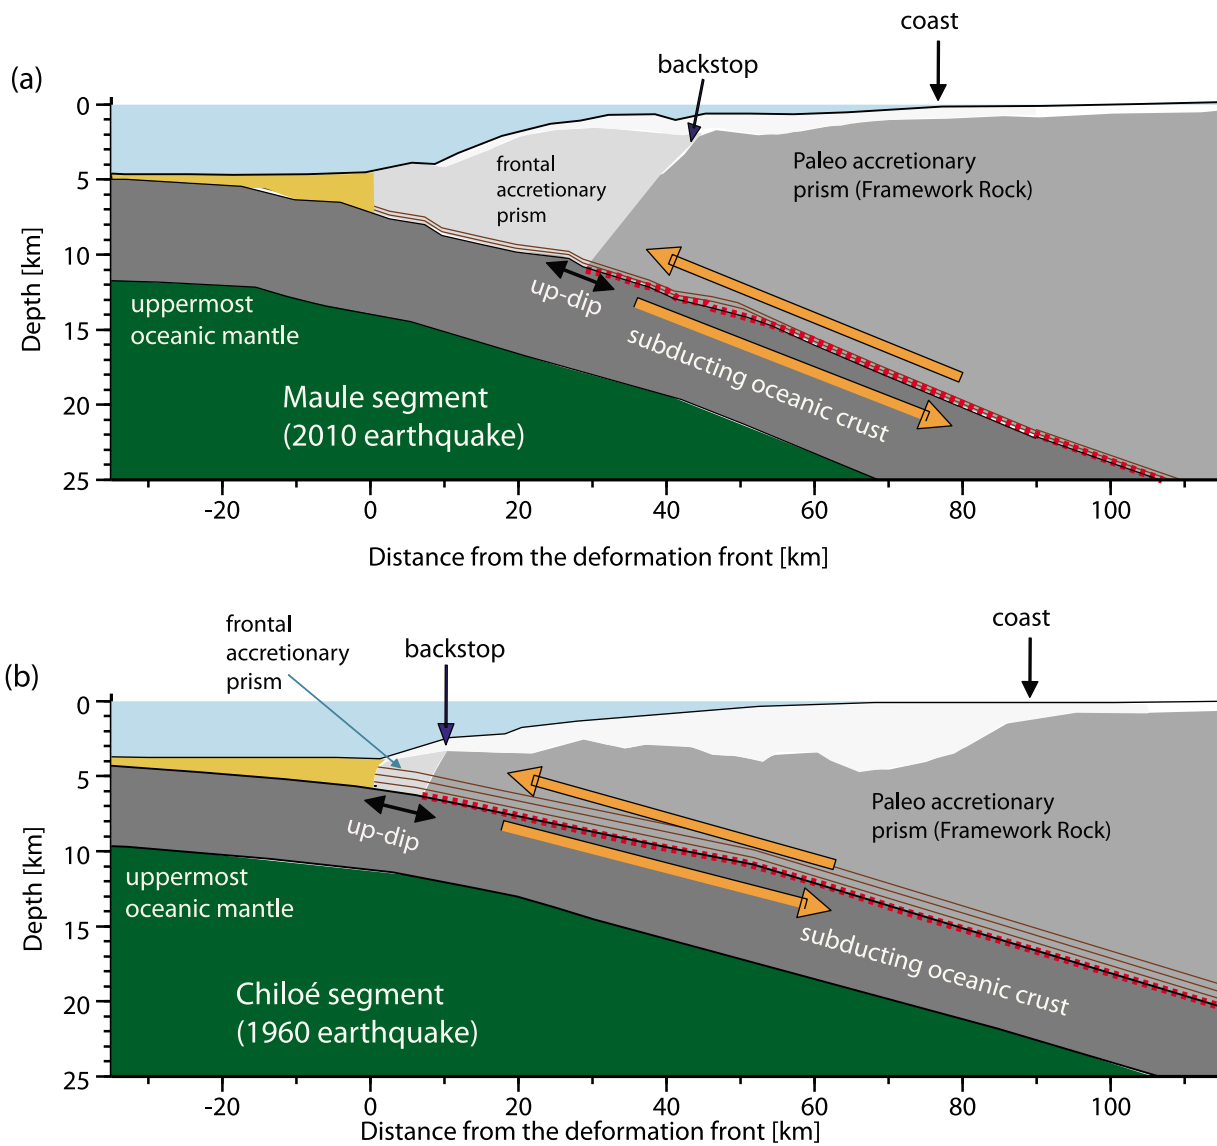 coast
(a)
backstop
0
frontal
accretionary
prism
Paleo accretionary
prism (Framework Rock)
5
10
Depth [km]
up-dip
uppermost
oceanic mantle
15
subducting oceanic crust
Maule segment
(2010 earthquake)
20
25
-20
0
20
40
60
80
100
Distance from the deformation front [km]
frontal
accretionary
prism
backstop
coast
(b)
0
5
Paleo accretionary
prism (Framework Rock)
up-dip
10
Depth [km]
uppermost
oceanic mantle
15
subducting oceanic crust
Chiloé segment
(1960 earthquake)
20
25
-20
0
20
40
60
80
100
Distance from the deformation front [km]